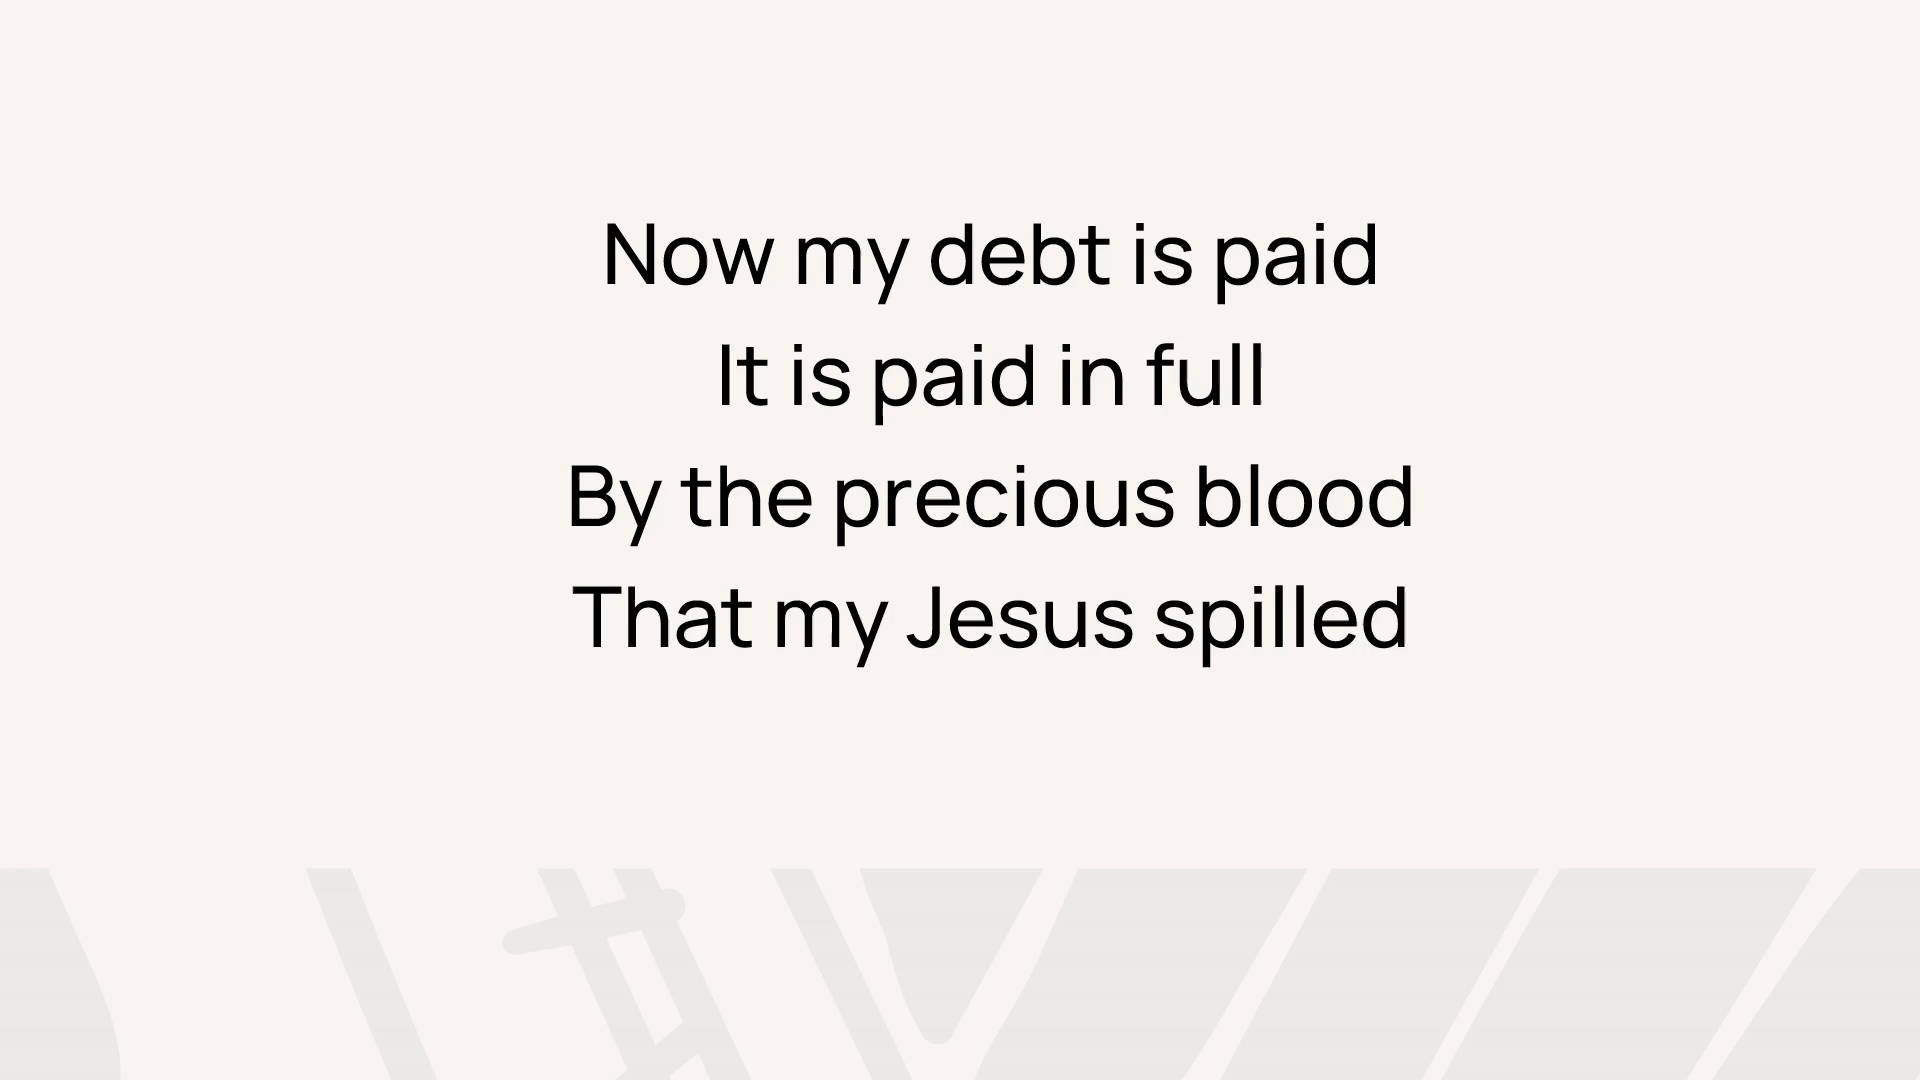 Now my debt is paid
It is paid in full
By the precious blood
That my Jesus spilled